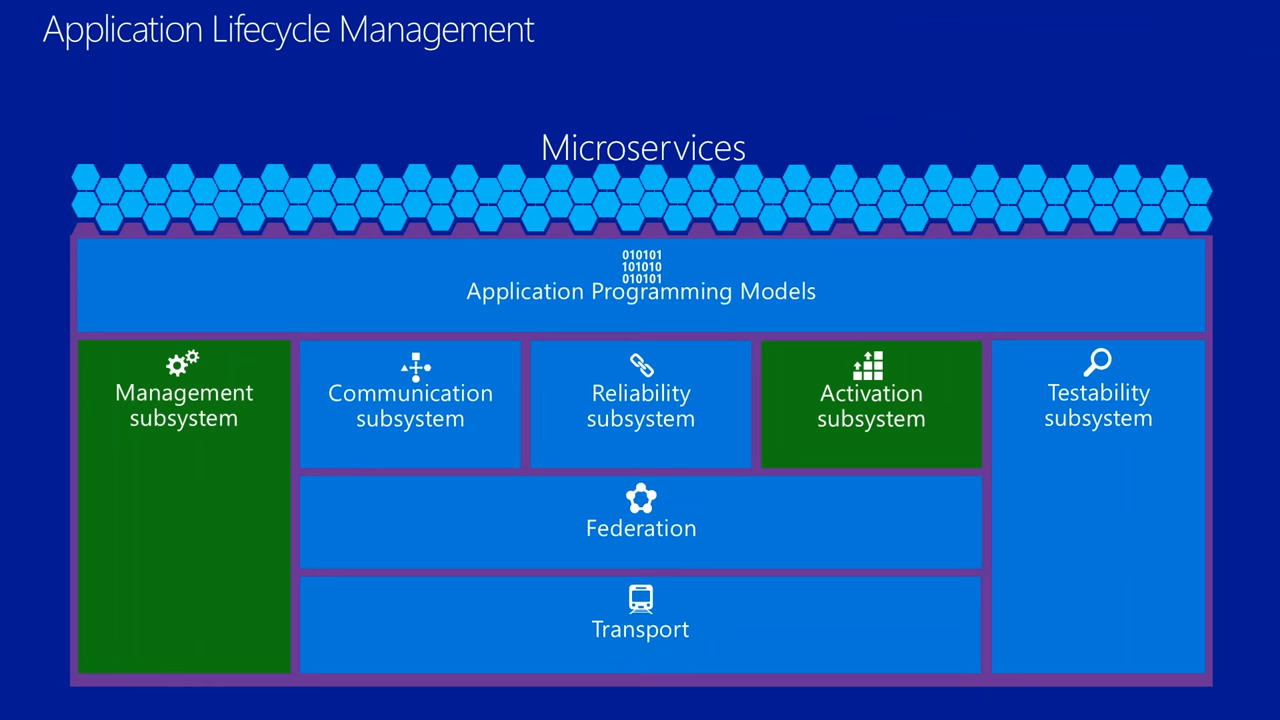 Application Lifecycle Management
Microservices
010101
101010
010101
Application Programming Models
Management
subsystem
Communication
subsystem
Reliability
subsystem
Activation
subsystem
Testability
subsystem
Federation
Transport